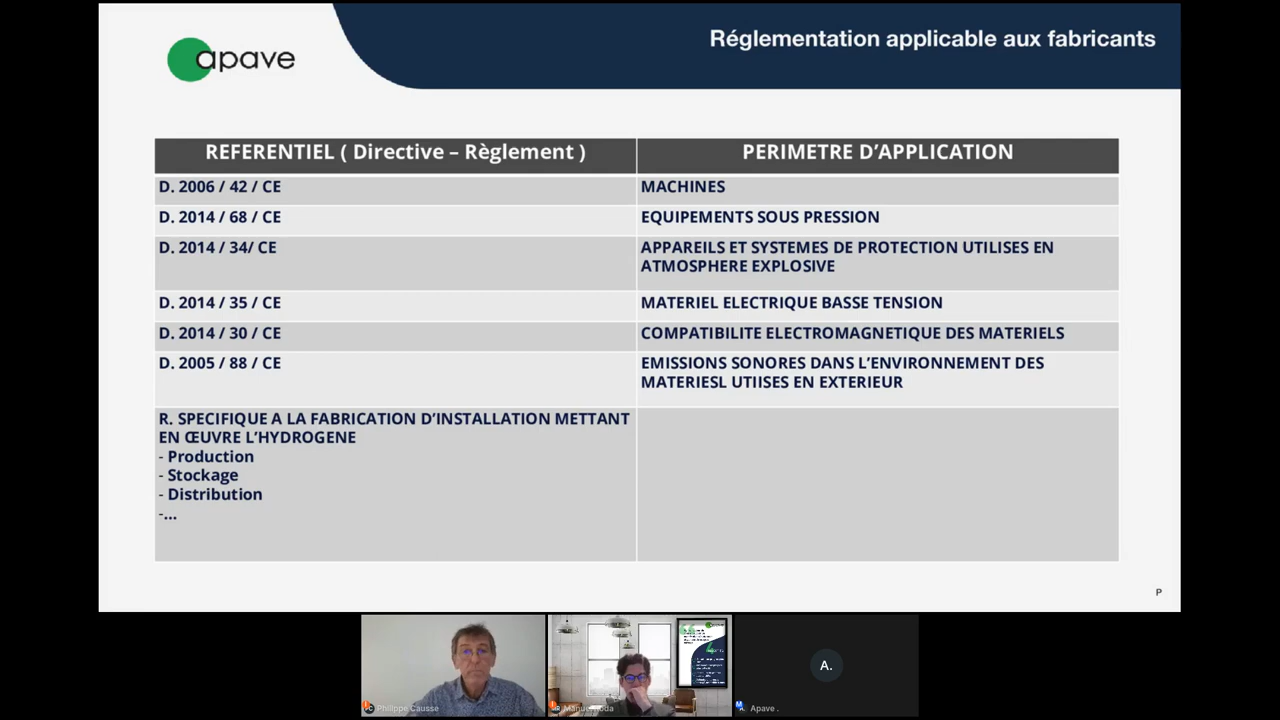 apave
Réglementation applicable aux fabricants
REFERENTIEL ( Directive – Règlement )
PERIMETRE D’APPLICATION
D. 2006 / 42 / CE
MACHINES
D. 2014 / 68 / CE
EQUIPEMENTS SOUS PRESSION
D. 2014 / 34/ CE
APPAREILS ET SYSTEMES DE PROTECTION UTILISES EN
ATMOSPHERE EXPLOSIVE
D. 2014 / 35 / CE
MATERIEL ELECTRIQUE BASSE TENSION
D. 2014 / 30 / CE
COMPATIBILITE ELECTROMAGNETIQUE DES MATERIELS
D. 2005 / 88 / CE
EMISSIONS SONORES DANS L’ENVIRONNEMENT DES
MATERIESL UTIISES EN EXTERIEUR
R. SPECIFIQUE A LA FABRICATION D’INSTALLATION METTANT
EN ŒUVRE L’HYDROGENE
- Production
- Stockage
- Distribution
-...
P
A.
Philippe Causse
Apave .